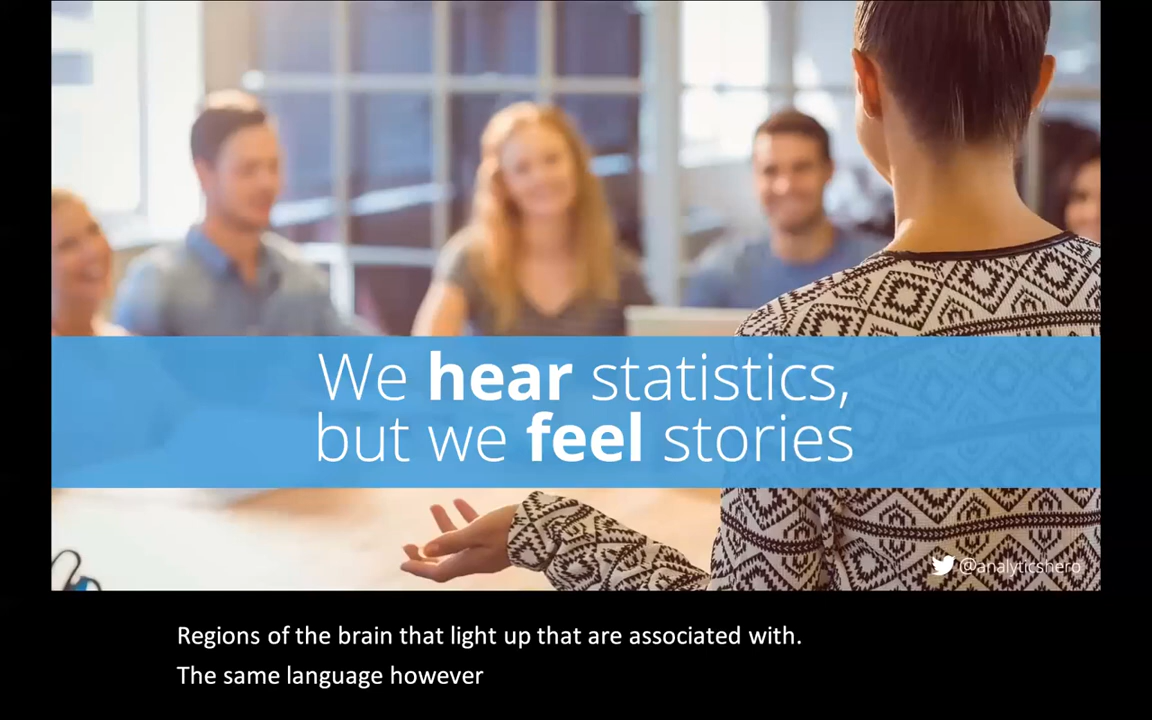 We hear statistics,
but we feel stories
@analyticshero
Regions of the brain that light up that are associated with.
The same language however